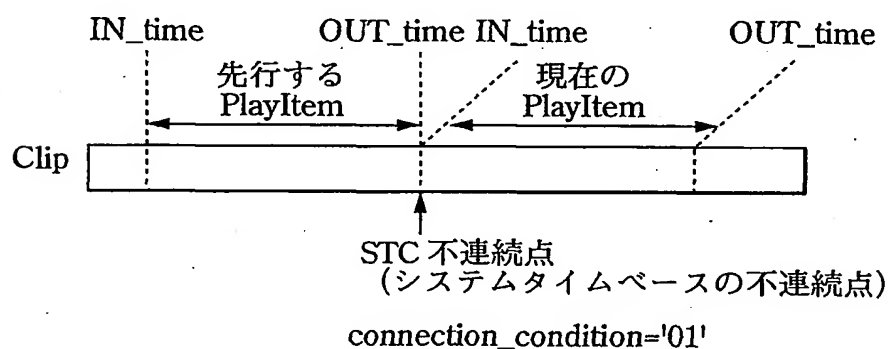 IN_time OUT_time IN_time OUT_time
先行する 現在の
PlayItem PlayItem
Clip
STC 不連続点
(システムタイムベースの不連続点)
connection_condition='01'